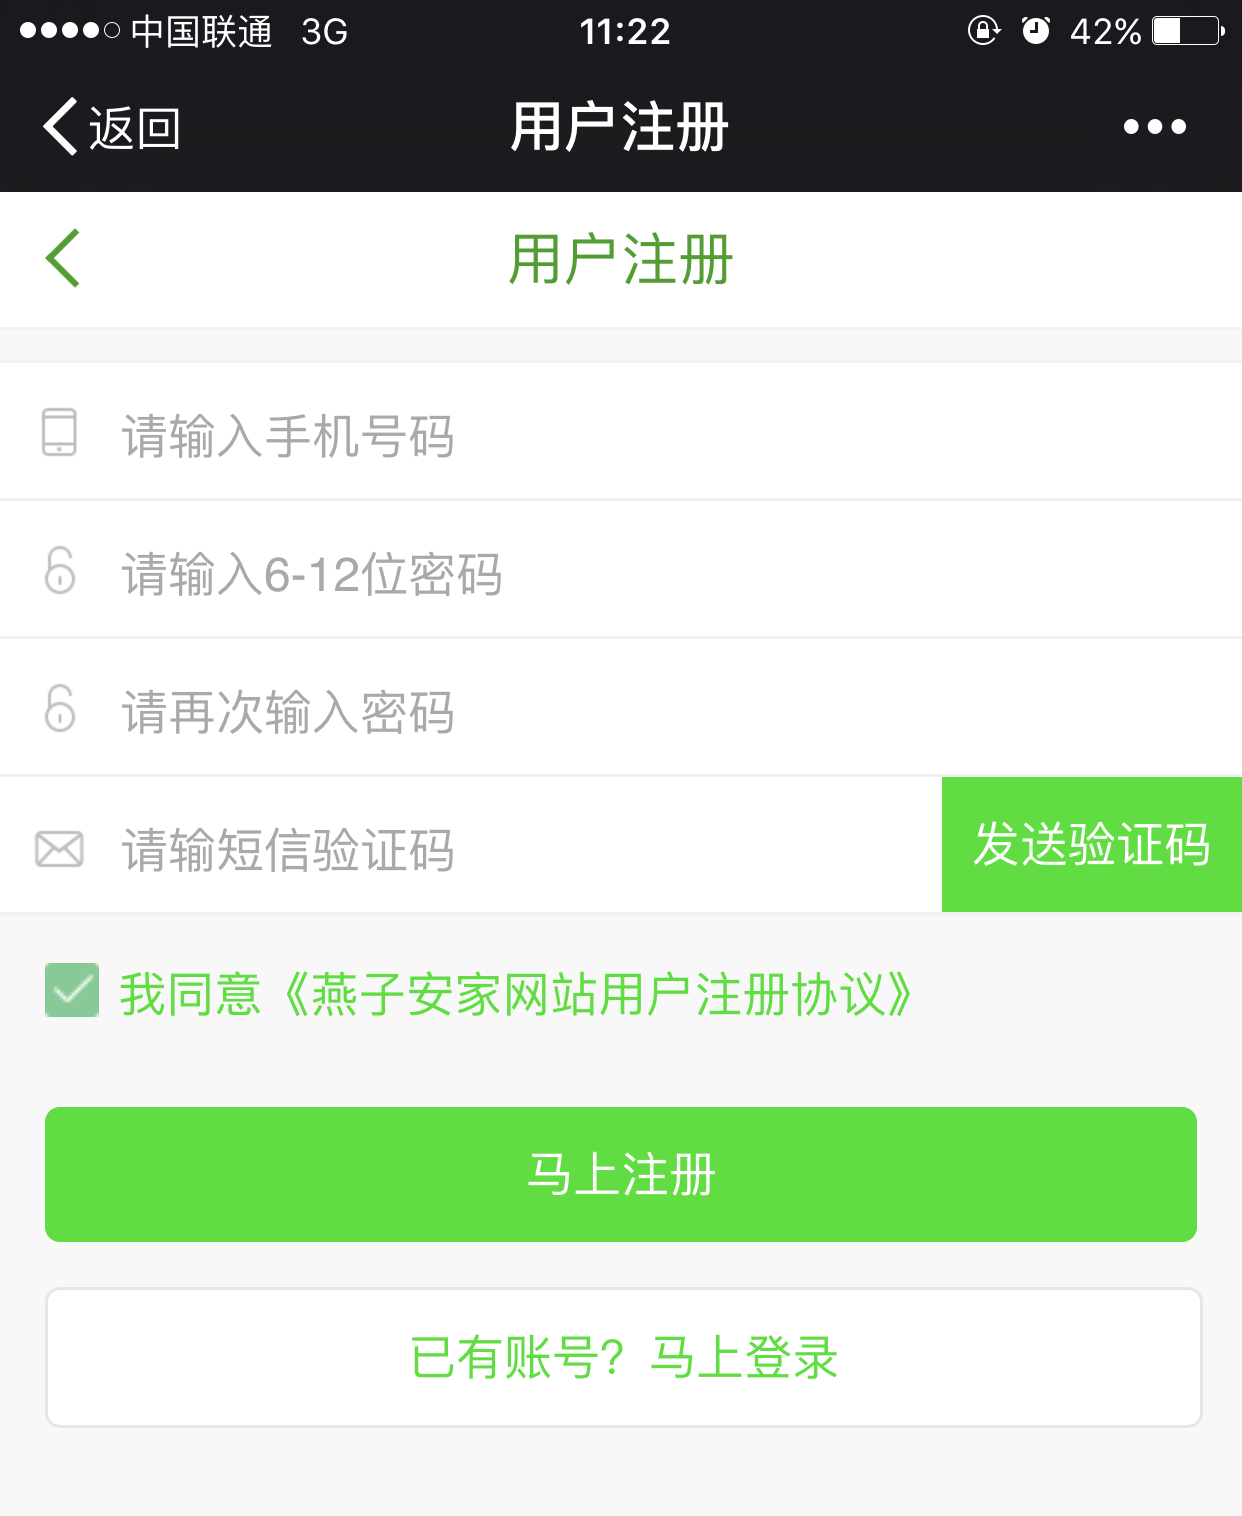 中国联通 3G 11:22 42%
返回 用户注册
用户注册
请输入手机号码
请输入6-12位密码
请再次输入密码
请输短信验证码 发送验证码
我同意《燕子安家网站用户注册协议》
马上注册
已有账号？马上登录